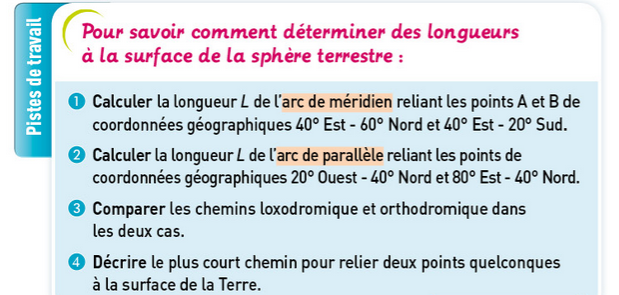 Pistes de travail
Pour savoir comment déterminer des longueurs
à la surface de la sphère terrestre :
1 Calculer la longueur L de l'arc de méridien reliant les points A et B de
coordonnées géographiques 40° Est - 60° Nord et 40° Est - 20° Sud.
2 Calculer la longueur L de l'arc de parallèle reliant les points de
coordonnées géographiques 20° Ouest - 40° Nord et 80° Est - 40° Nord.
3 Comparer les chemins loxodromique et orthodromique dans
les deux cas.
4 Décrire le plus court chemin pour relier deux points quelconques
à la surface de la Terre.